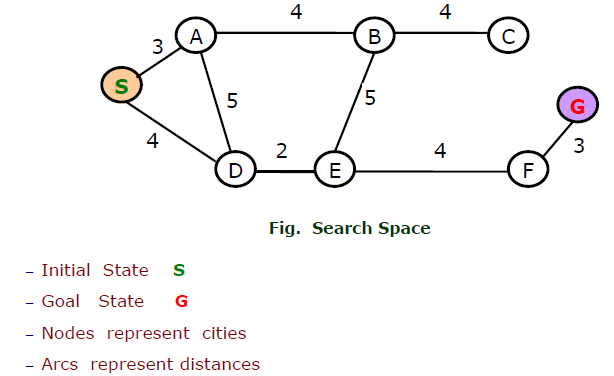 4 4
A B C
3
S 5 5 G
4 2 4 3
D E F
Fig. Search Space
– Initial State S
– Goal State G
– Nodes represent cities
– Arcs represent distances